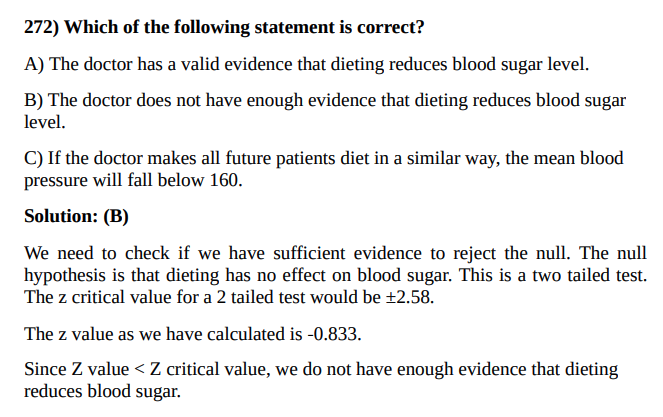 272) Which of the following statement is correct?
A) The doctor has a valid evidence that dieting reduces blood sugar level.
B) The doctor does not have enough evidence that dieting reduces blood sugar
level.
C) If the doctor makes all future patients diet in a similar way, the mean blood
pressure will fall below 160.
Solution: (B)
We need to check if we have sufficient evidence to reject the null. The null
hypothesis is that dieting has no effect on blood sugar. This is a two tailed test.
The z critical value for a 2 tailed test would be ±2.58.
The z value as we have calculated is -0.833.
Since Z value < Z critical value, we do not have enough evidence that dieting
reduces blood sugar.